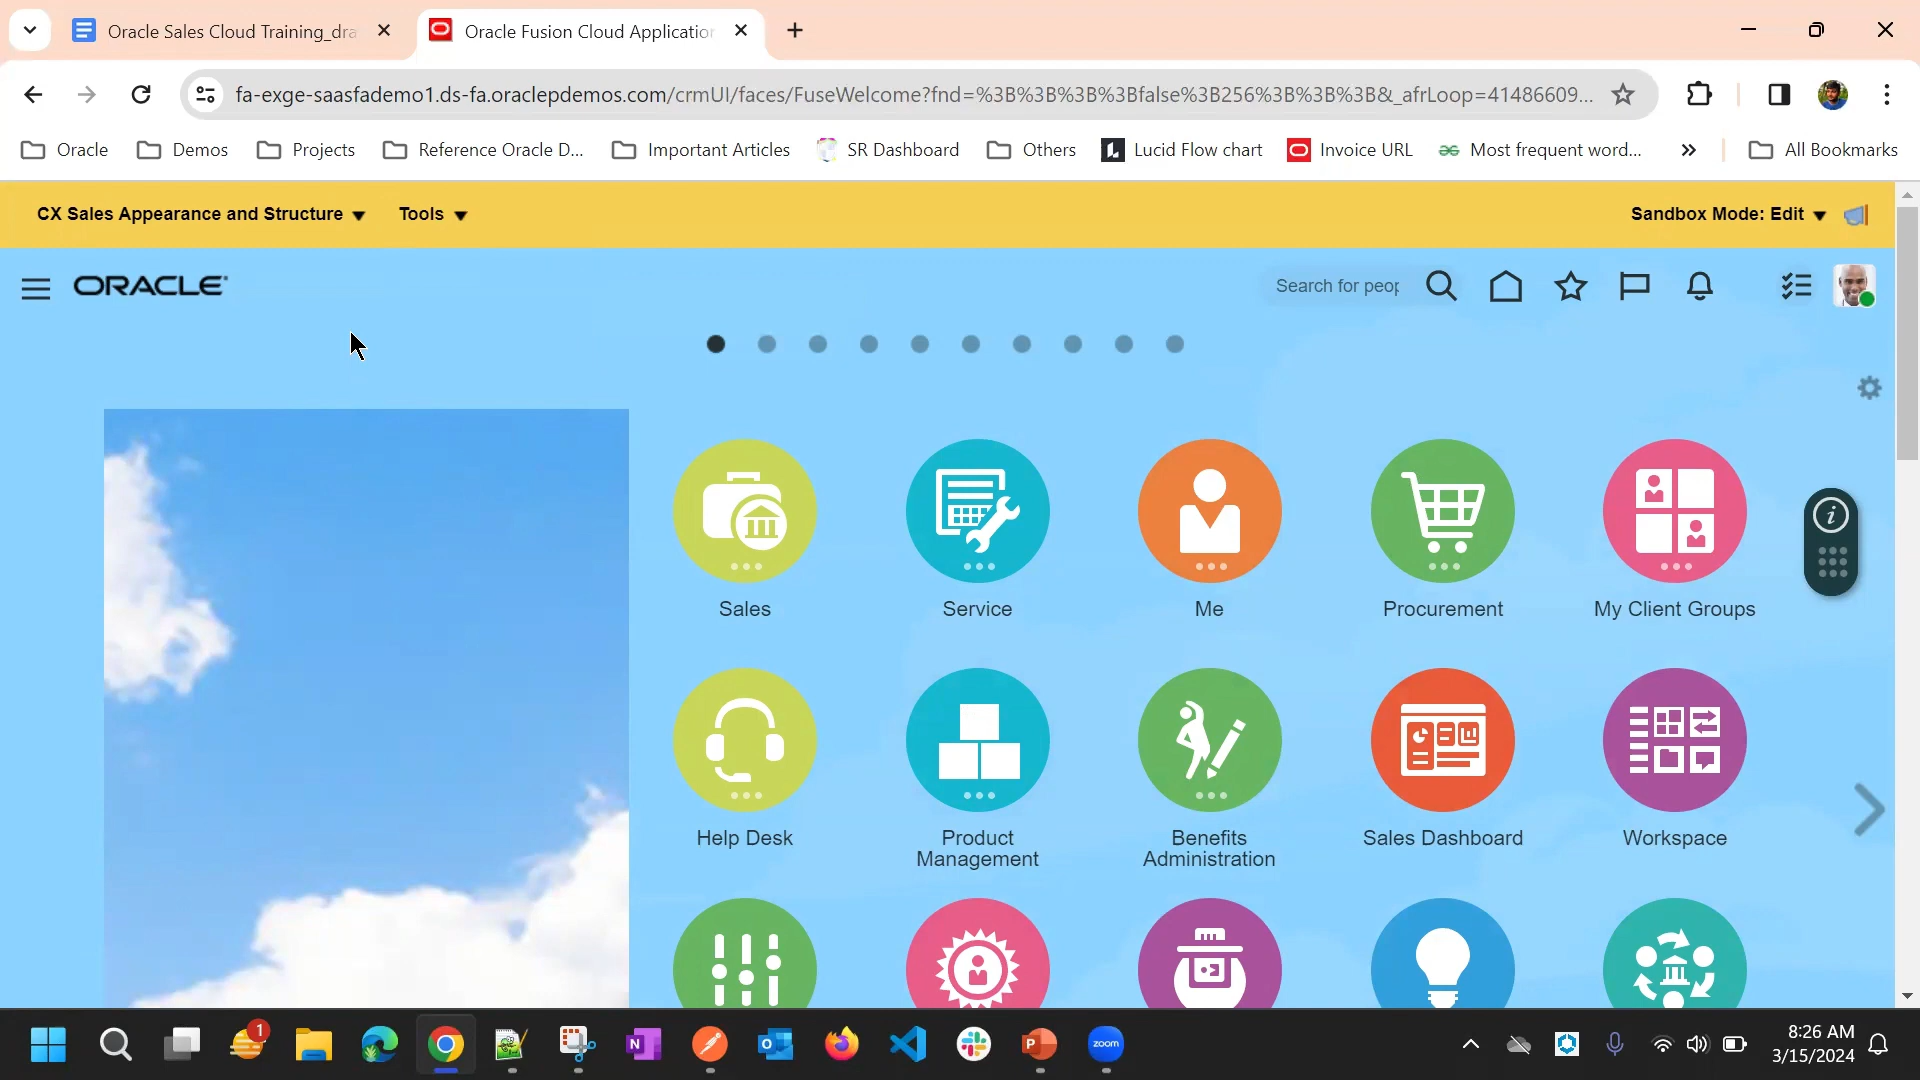 Oracle Sales Cloud Training_dra
Oracle Fusion Cloud Application
fa-exge-saasfademo1.ds-fa.oraclepdemos.com/crmUI/faces/FuseWelcome?fnd=%3B%3B%3B%3Bfalse%3B256%3B%3B%3B&_afrLoop=41486609...
Oracle
Demos
Projects
Reference Oracle D...
Important Articles
SR Dashboard
Others
Lucid Flow chart
Invoice URL
Most frequent word...
All Bookmarks
CX Sales Appearance and Structure
Tools
Sandbox Mode: Edit
ORACLE
Search for peop
Sales
Service
Me
Procurement
My Client Groups
Help Desk
Product
Management
Benefits
Administration
Sales Dashboard
Workspace
1
zoom
8:26 AM
3/15/2024